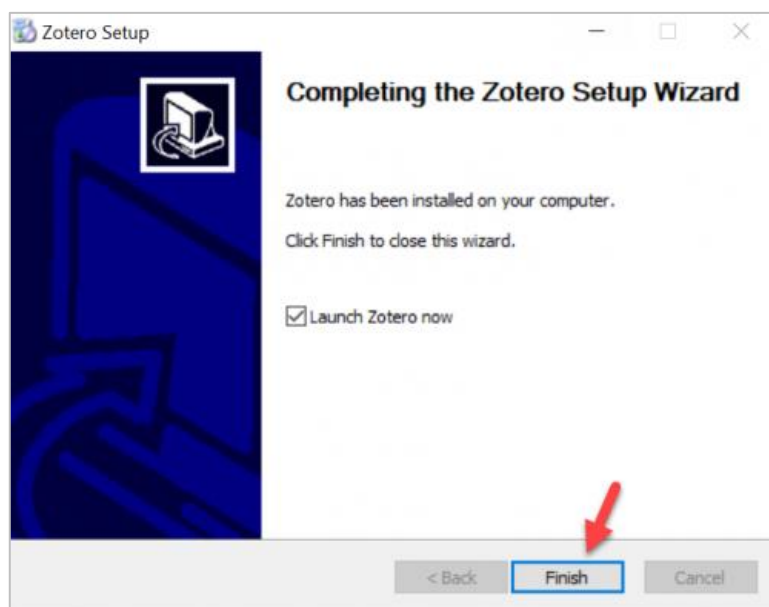 Zotero Setup
Completing the Zotero Setup Wizard
Zotero has been installed on your computer.
Click Finish to close this wizard.
Launch Zotero now
< Back Finish Cancel